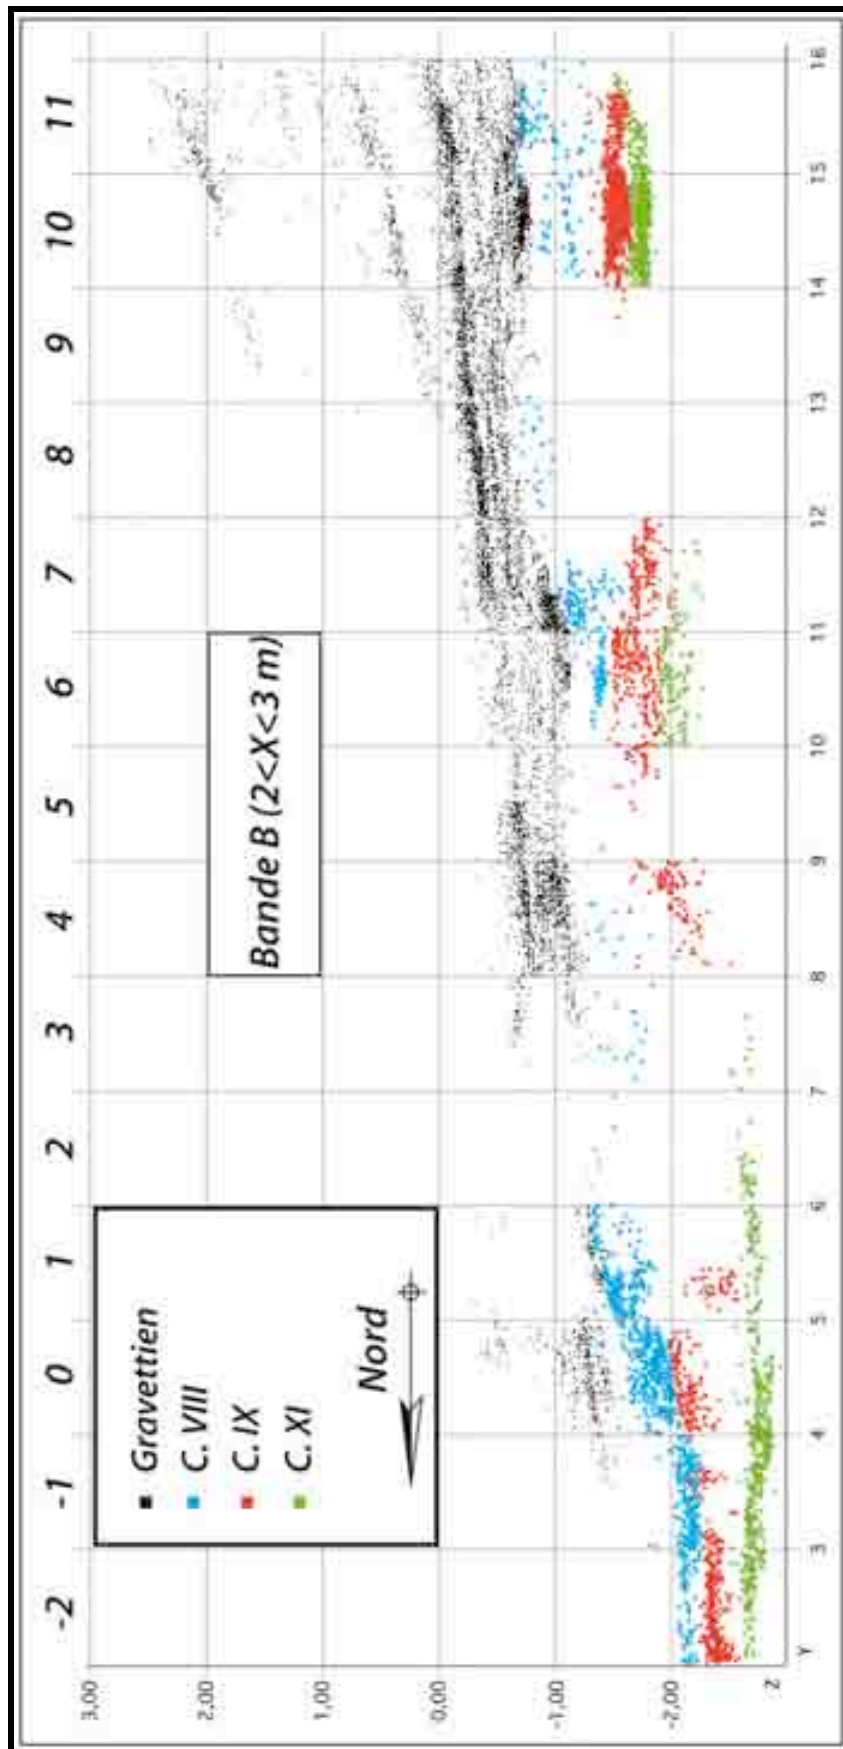 -2 -1 0 1 2 3 4 5 6 7 8 9 10 11
3,00
2,00
1,00
0,00
-1,00
-2,00
Z
Gravettien
C. VIII
C. IX
C. XI
Nord
Bande B (2<X<3 m)
Y 3 4 5 6 7 8 9 10 11 12 13 14 15 16